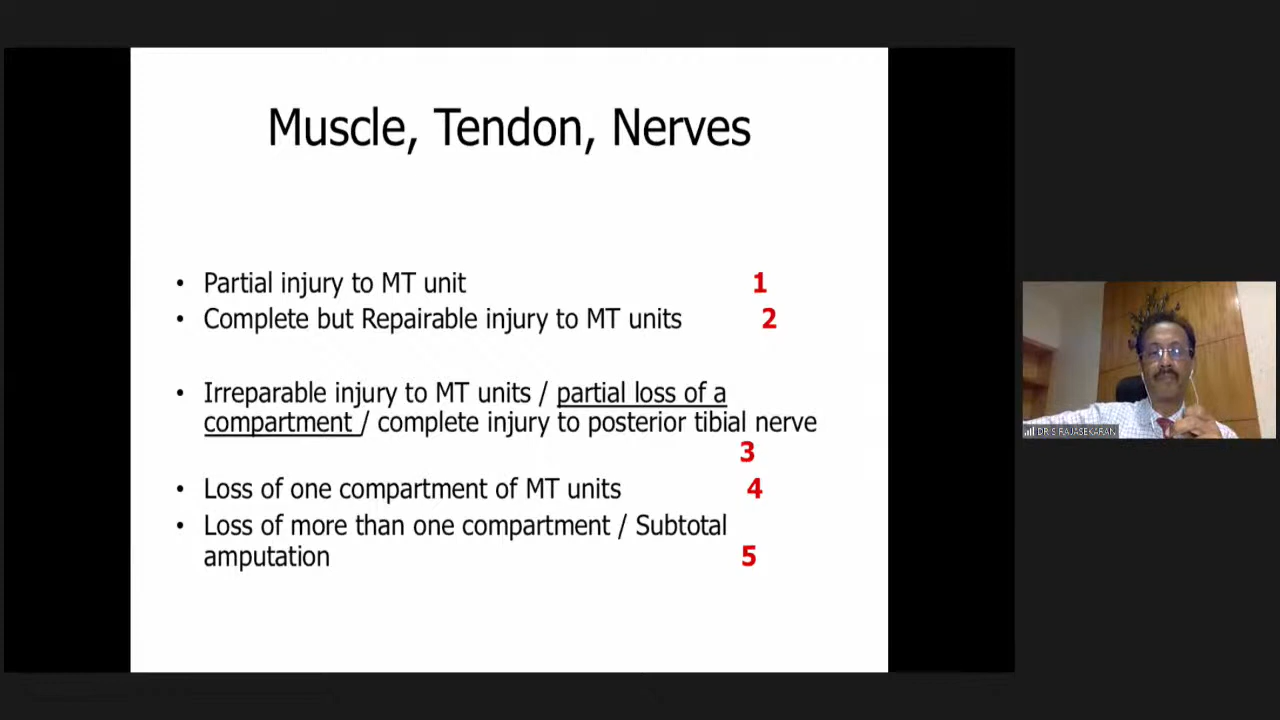 Muscle, Tendon, Nerves
• Partial injury to MT unit 1
• Complete but Repairable injury to MT units 2
• Irreparable injury to MT units / partial loss of a
compartment / complete injury to posterior tibial nerve
3
• Loss of one compartment of MT units 4
• Loss of more than one compartment / Subtotal
amputation 5
DR S RAJASEKARAN